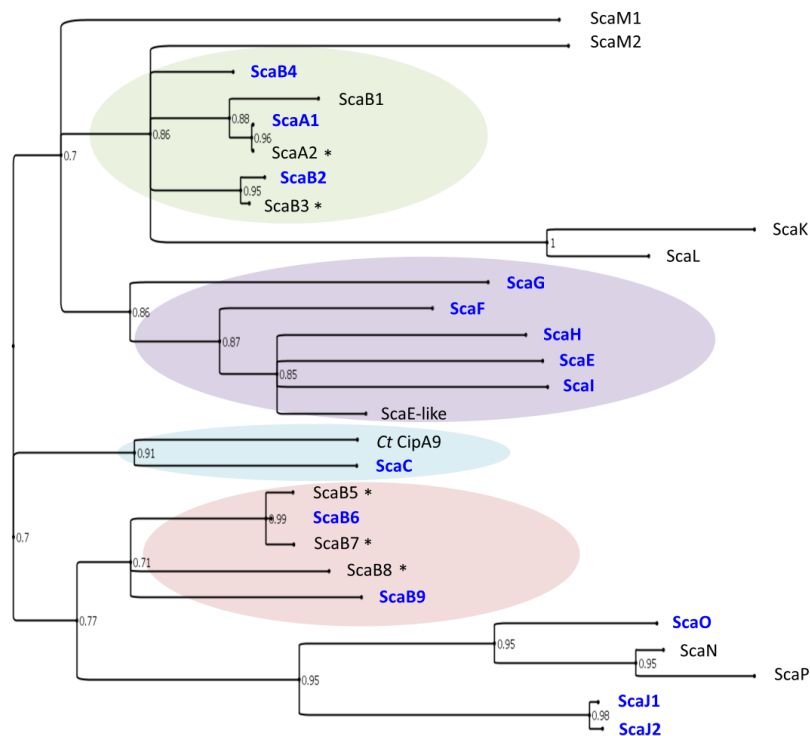 ScaM1
ScaM2
ScaB4
ScaB1
0.88
ScaA1
0.86
0.96
ScaA2 *
0.7
ScaB2
0.95
ScaB3 *
ScaK
1
ScaL
ScaG
0.86
ScaF
ScaH
0.87
ScaE
0.85
ScaI
ScaE-like
Ct CipA9
0.91
ScaC
ScaB5 *
0.99
ScaB6
0.7
ScaB7 *
0.71
ScaB8 *
ScaB9
0.77
ScaO
0.95
ScaN
0.95
ScaP
0.95
ScaJ1
0.98
ScaJ2